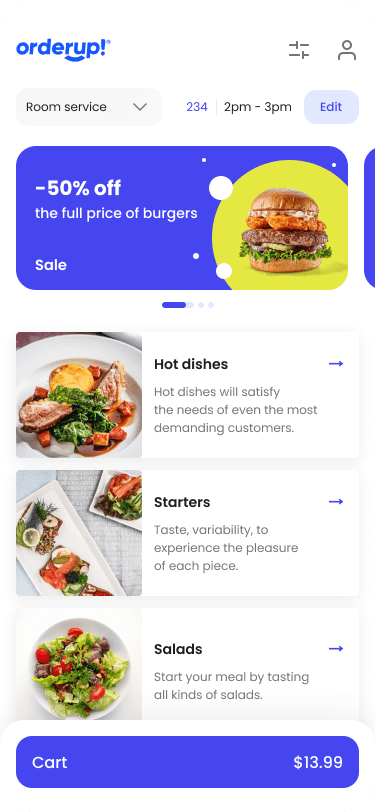 orderup!
Room service
234
2pm - 3pm
Edit
-50% off
the full price of burgers
Sale
Hot dishes
Hot dishes will satisfy
the needs of even the most
demanding customers.
Starters
Taste, variability, to
experience the pleasure
of each piece.
Salads
Start your meal by tasting
all kinds of salads.
Cart
$13.99